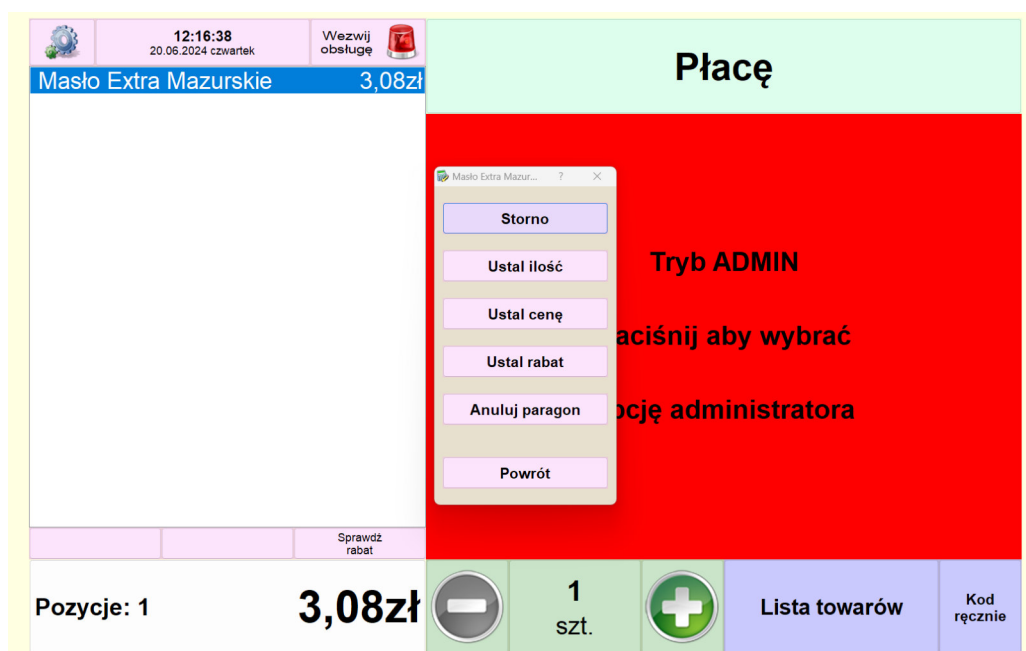 12:16:38
20.06.2024 czwartek
Wezwij
obsługę
Płacę
Masło Extra Mazurskie 3,08zł
Masło Extra Mazur... ?
Storno
Ustal ilość
Ustal cenę
Ustal rabat
Anuluj paragon
Powrót
Tryb ADMIN
aciśnij aby wybrać
cję administratora
Sprawdź
rabat
Pozycje: 1 3,08zł
1
szt.
Lista towarów
Kod
ręcznie